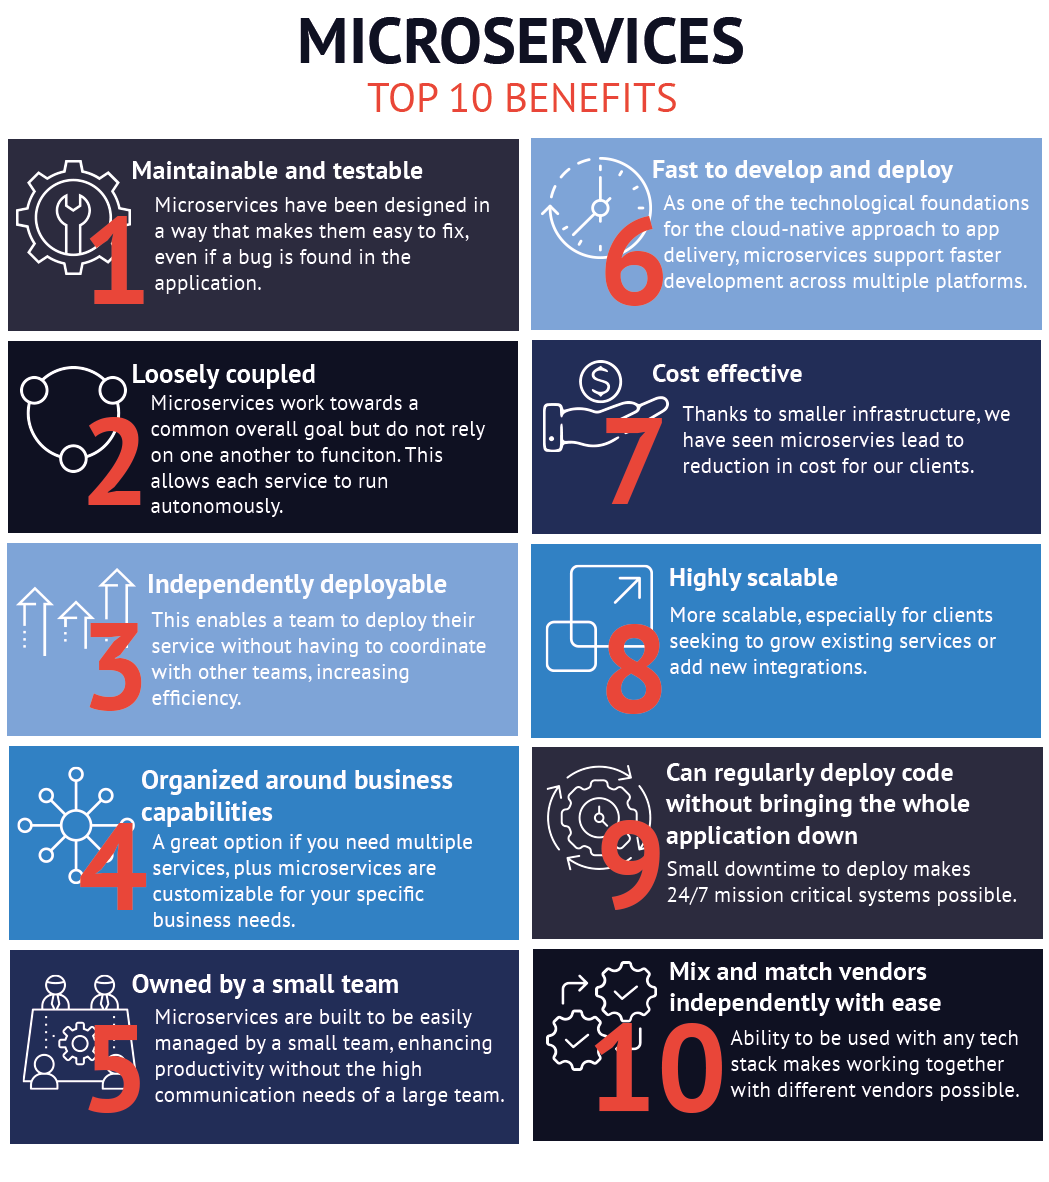 MICROSERVICES
TOP 10 BENEFITS
1
Maintainable and testable
Microservices have been designed in
a way that makes them easy to fix,
even if a bug is found in the
application.
2
Loosely coupled
Microservices work towards a
common overall goal but do not rely
on one another to funciton. This
allows each service to run
autonomously.
3
Independently deployable
This enables a team to deploy their
service without having to coordinate
with other teams, increasing
efficiency.
4
Organized around business
capabilities
A great option if you need multiple
services, plus microservices are
customizable for your specific
business needs.
5
Owned by a small team
Microservices are built to be easily
managed by a small team, enhancing
productivity without the high
communication needs of a large team.
6
Fast to develop and deploy
As one of the technological foundations
for the cloud-native approach to app
delivery, microservices support faster
development across multiple platforms.
$
7
Cost effective
Thanks to smaller infrastructure, we
have seen microservies lead to
reduction in cost for our clients.
8
Highly scalable
More scalable, especially for clients
seeking to grow existing services or
add new integrations.
9
Can regularly deploy code
without bringing the whole
application down
Small downtime to deploy makes
24/7 mission critical systems possible.
10
Mix and match vendors
independently with ease
Ability to be used with any tech
stack makes working together
with different vendors possible.